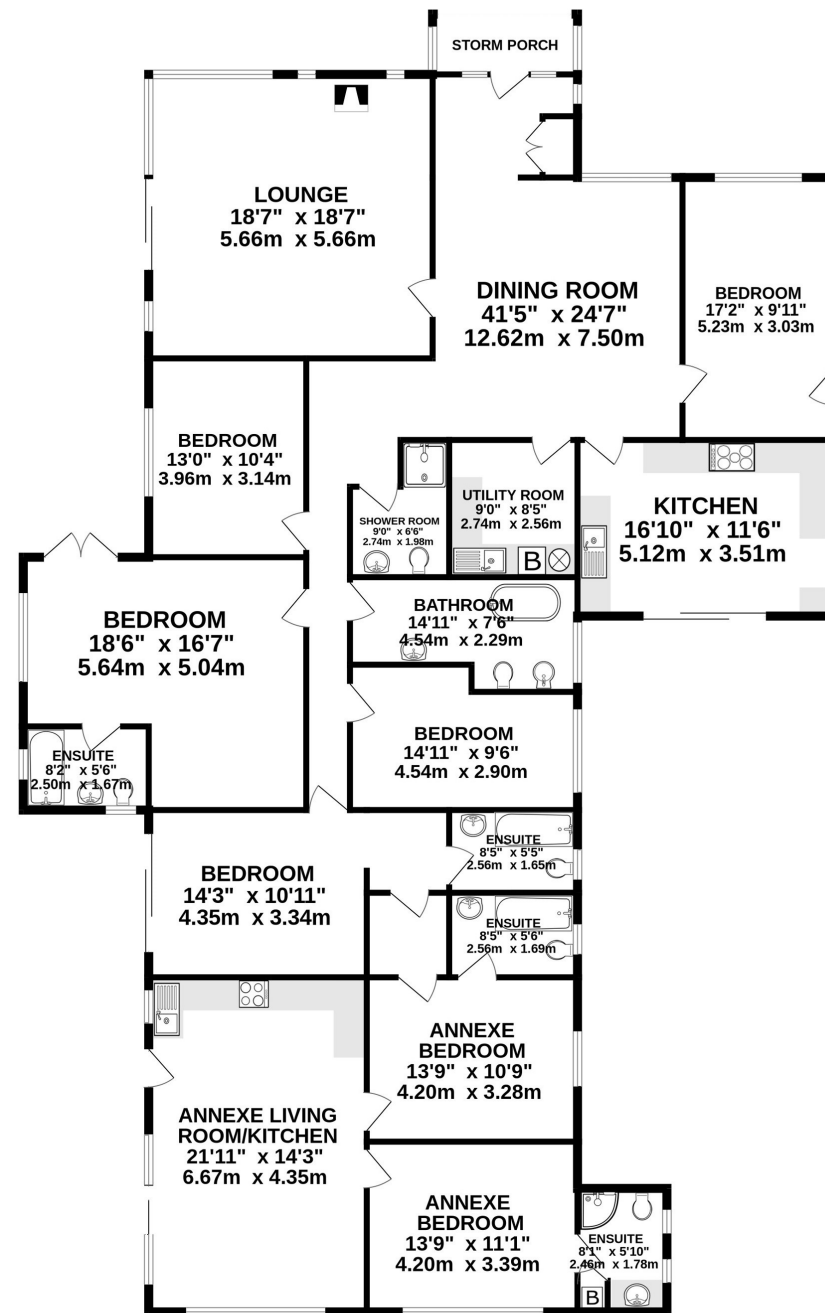 STORM PORCH
LOUNGE
18'7" x 18'7"
5.66m x 5.66m
DINING ROOM
41'5" x 24'7"
12.62m x 7.50m
BEDROOM
17'2" x 9'11"
5.23m x 3.03m
BEDROOM
13'0" x 10'4"
3.96m x 3.14m
SHOWER ROOM
9'0" x 6'6"
2.74m x 1.98m
UTILITY ROOM
9'0" x 8'5"
2.74m x 2.56m
B
KITCHEN
16'10" x 11'6"
5.12m x 3.51m
BEDROOM
18'6" x 16'7"
5.64m x 5.04m
BATHROOM
14'11" x 7'6"
4.54m x 2.29m
ENSUITE
8'2" x 5'6"
2.50m x 1.67m
BEDROOM
14'11" x 9'6"
4.54m x 2.90m
BEDROOM
14'3" x 10'11"
4.35m x 3.34m
ENSUITE
8'5" x 5'5"
2.56m x 1.65m
ENSUITE
8'5" x 5'6"
2.56m x 1.69m
ANNEXE
BEDROOM
13'9" x 10'9"
4.20m x 3.28m
ANNEXE LIVING
ROOM/KITCHEN
21'11" x 14'3"
6.67m x 4.35m
ANNEXE
BEDROOM
13'9" x 11'1"
4.20m x 3.39m
ENSUITE
8'1" x 5'10"
2.46m x 1.78m
B